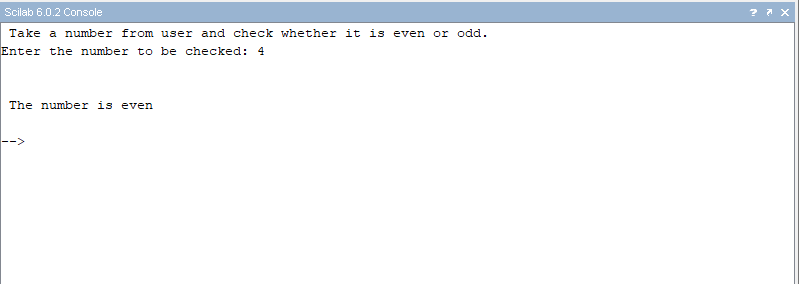 Scilab 6.0.2 Console
Take a number from user and check whether it is even or odd.
Enter the number to be checked: 4
The number is even
-->